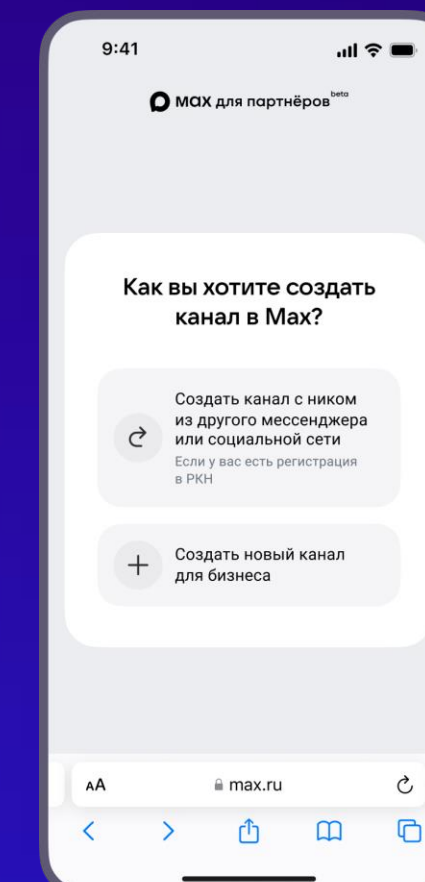 9:41
мах для партнёров beta
Как вы хотите создать
канал в Max?
Создать канал с ником
из другого мессенджера
или социальной сети
Если у вас есть регистрация
в РКН
Создать новый канал
для бизнеса
AA
max.ru